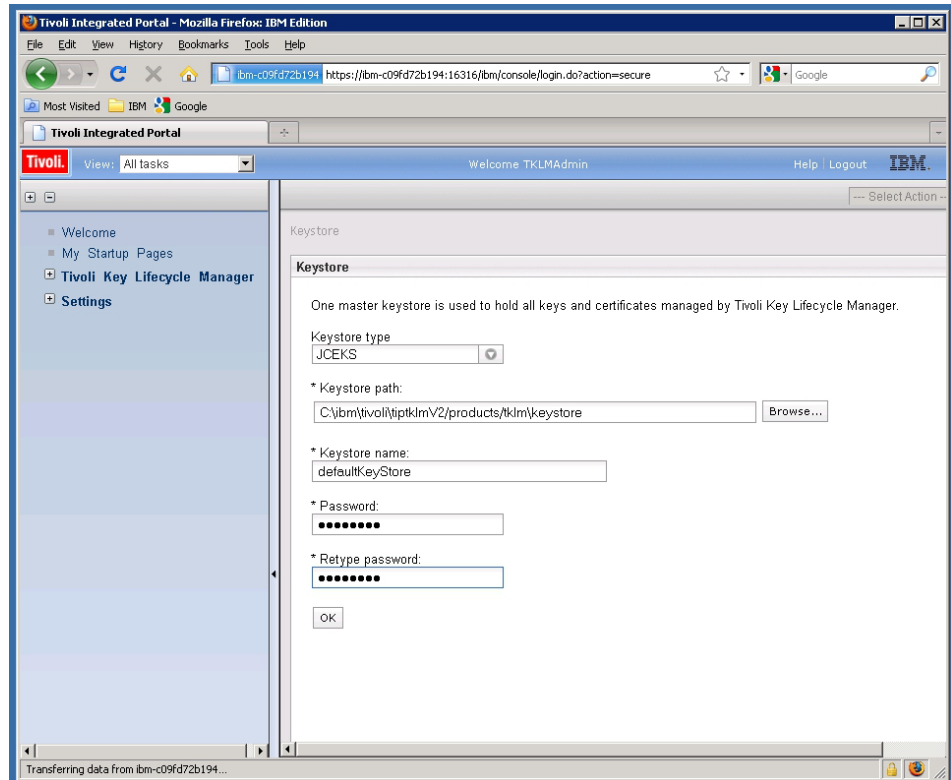 Tivoli Integrated Portal - Mozilla Firefox: IBM Edition
File Edit View History Bookmarks Tools Help
ibm-c09fd72b194 https://ibm-c09fd72b194:16316/ibm/console/login.do?action=secure Google
Most Visited IBM Google
Tivoli Integrated Portal
Tivoli. View: All tasks Welcome TKLMAdmin Help Logout IBM.
--- Select Action --
Welcome
My Startup Pages
Tivoli Key Lifecycle Manager
Settings
Keystore
Keystore
One master keystore is used to hold all keys and certificates managed by Tivoli Key Lifecycle Manager.
Keystore type
JCEKS
* Keystore path:
C:\ibm\tivoli\tiptklmV2/products/tklm\keystore Browse...
* Keystore name:
defaultKeyStore
* Password:
●●●●●●●●
* Retype password:
●●●●●●●●
OK
Transferring data from ibm-c09fd72b194...